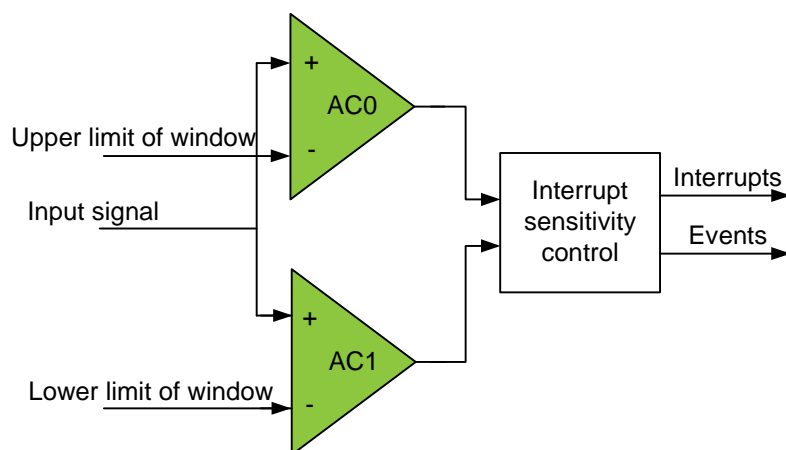 +
AC0
-
Upper limit of window
Input signal
+
AC1
-
Lower limit of window
Interrupt
sensitivity
control
Interrupts
Events